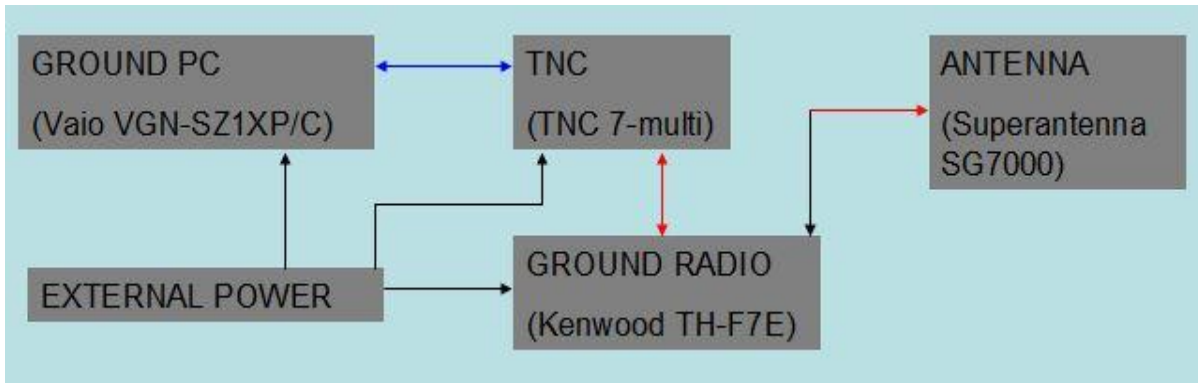 GROUND PC
(Vaio VGN-SZ1XP/C)
TNC
(TNC 7-multi)
ANTENNA
(Superantenna
SG7000)
EXTERNAL POWER
GROUND RADIO
(Kenwood TH-F7E)